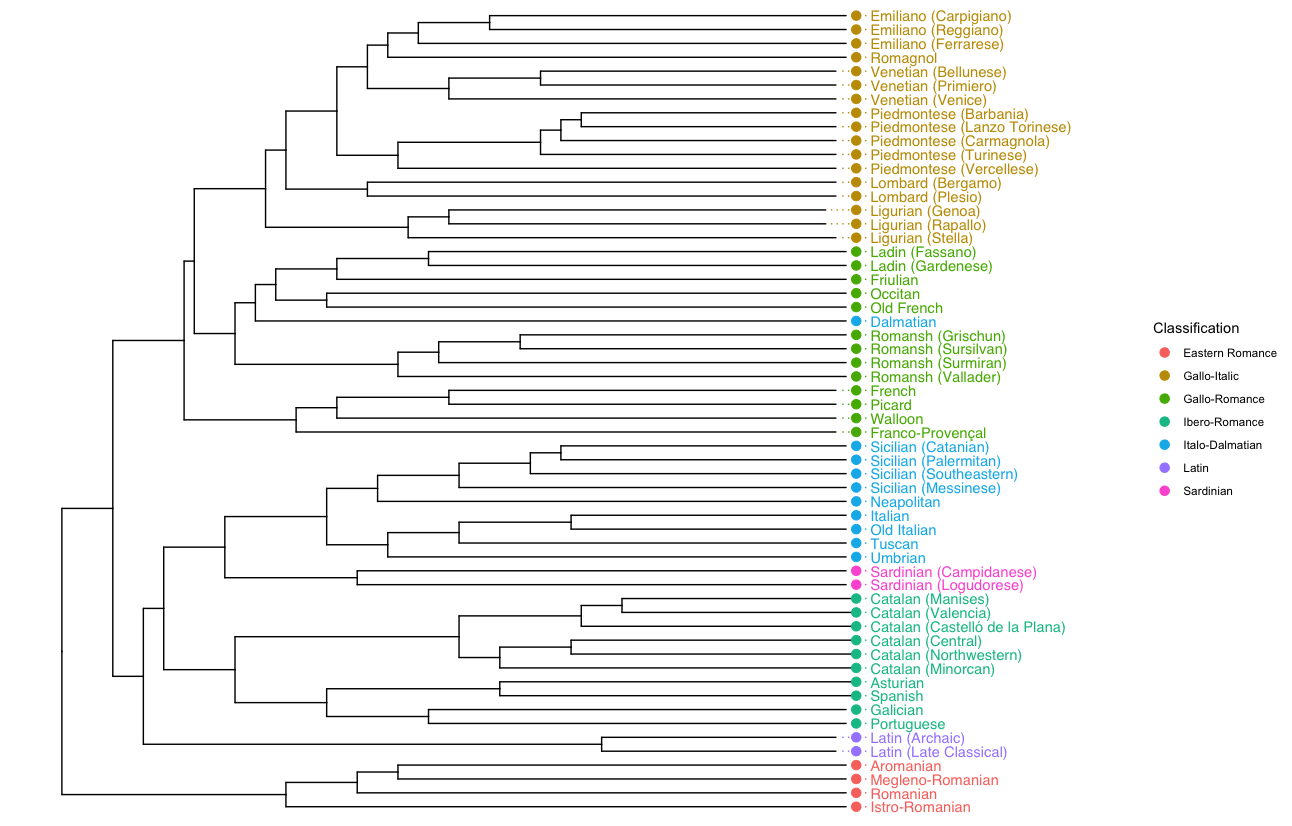 Emiliano (Carpigiano)
Emiliano (Reggiano)
Emiliano (Ferrarese)
Romagnol
Venetian (Bellunese)
Venetian (Primiero)
Venetian (Venice)
Piedmontese (Barbania)
Piedmontese (Lanzo Torinese)
Piedmontese (Carmagnola)
Piedmontese (Turinese)
Piedmontese (Vercellese)
Lombard (Bergamo)
Lombard (Plesio)
Ligurian (Genoa)
Ligurian (Rapallo)
Ligurian (Stella)
Ladin (Fassano)
Ladin (Gardenese)
Friulian
Occitan
Old French
Dalmatian
Romansh (Grischun)
Romansh (Sursilvan)
Romansh (Surmiran)
Romansh (Vallader)
French
Picard
Walloon
Franco-Provençal
Sicilian (Catanian)
Sicilian (Palermitan)
Sicilian (Southeastern)
Sicilian (Messinese)
Neapolitan
Italian
Old Italian
Tuscan
Umbrian
Sardinian (Campidanese)
Sardinian (Logudorese)
Catalan (Manises)
Catalan (Valencia)
Catalan (Castelló de la Plana)
Catalan (Central)
Catalan (Northwestern)
Catalan (Minorcan)
Asturian
Spanish
Galician
Portuguese
Latin (Archaic)
Latin (Late Classical)
Aromanian
Megleno-Romanian
Romanian
Istro-Romanian
Classification
Eastern Romance
Gallo-Italic
Gallo-Romance
Ibero-Romance
Italo-Dalmatian
Latin
Sardinian